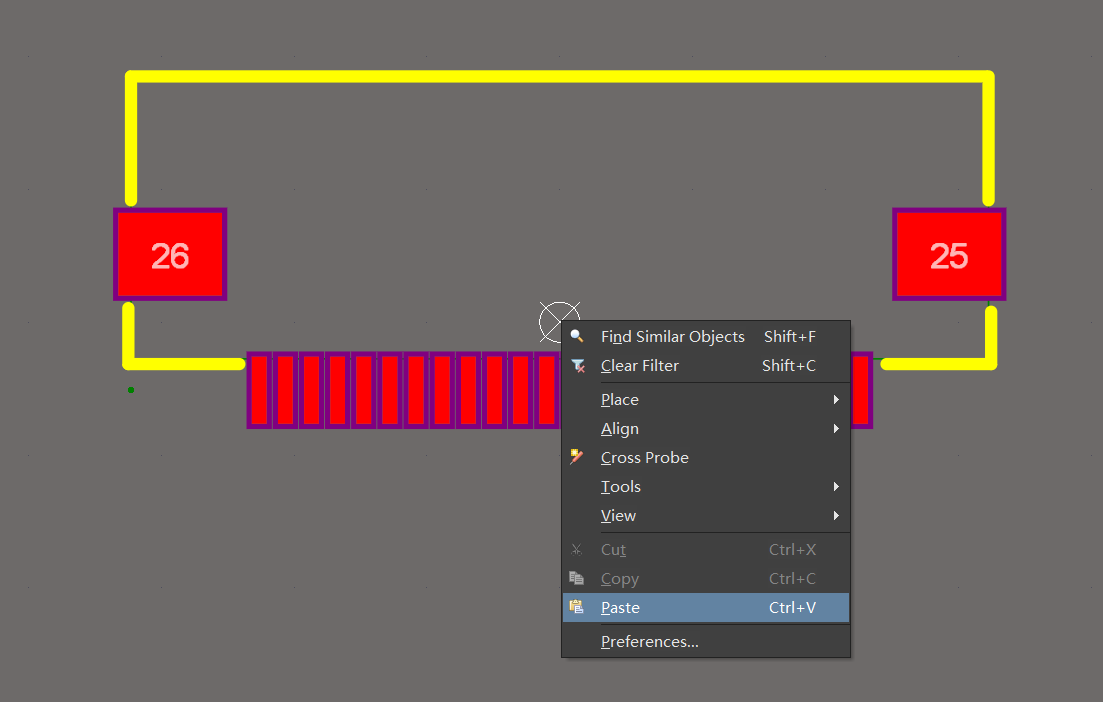 26
25
Find Similar Objects Shift+F
Clear Filter Shift+C
Place
Align
Cross Probe
Tools
View
Cut Ctrl+X
Copy Ctrl+C
Paste Ctrl+V
Preferences...